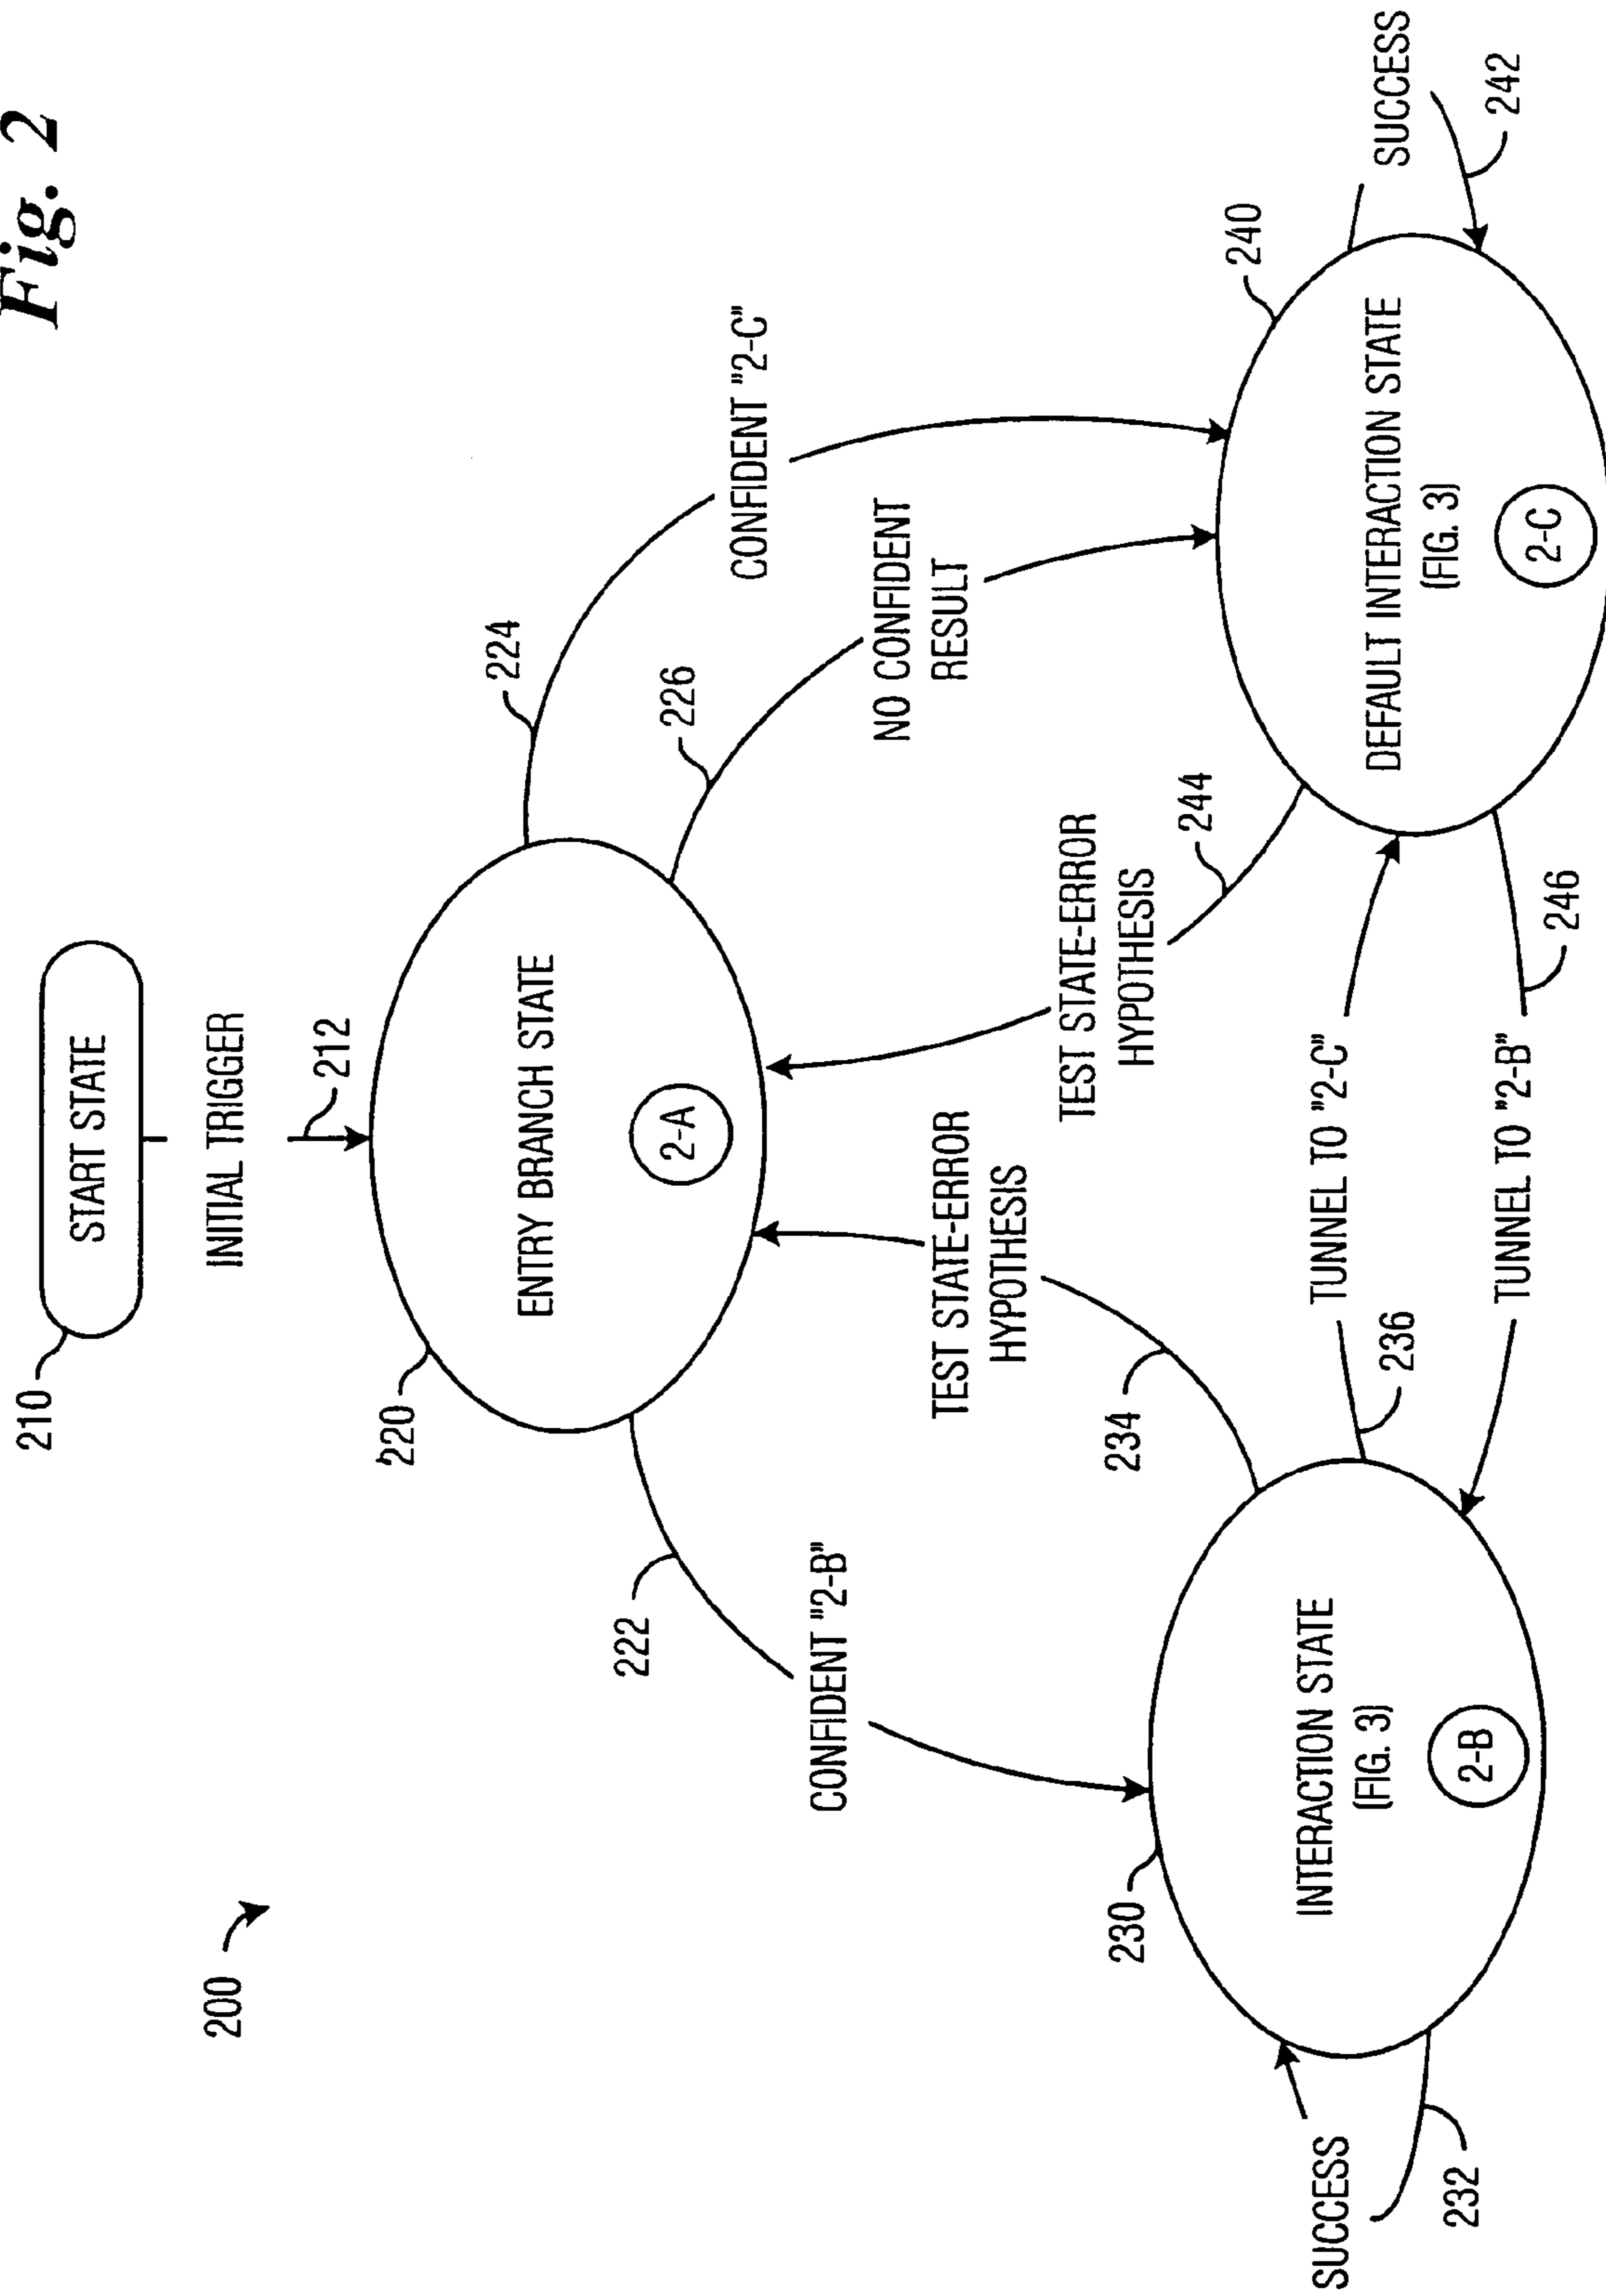 Fig. 2
200
210
START STATE
INITIAL TRIGGER
212
220
ENTRY BRANCH STATE
2-A
222
CONFIDENT "2-B"
224
CONFIDENT "2-C"
226
NO CONFIDENT
RESULT
TEST STATE-ERROR
HYPOTHESIS
234
TEST STATE-ERROR
HYPOTHESIS
244
230
INTERACTION STATE
(FIG. 3)
2-B
SUCCESS
232
236
TUNNEL TO "2-C"
TUNNEL TO "2-B"
246
240
DEFAULT INTERACTION STATE
(FIG. 3)
2-C
SUCCESS
242